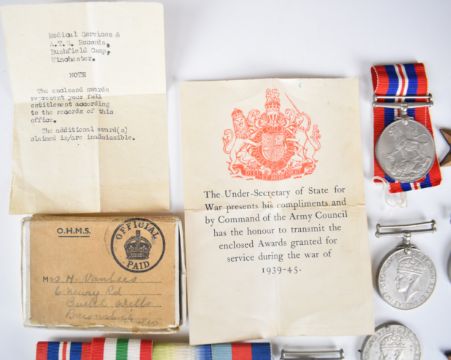 Medical Services &
A.V.S. Records,
Bushfield Camp,
Winchester.
NOTE
The enclosed awards
represent your full
entitlement according
to the records of this
office.
The additional award(s)
claimed is/are inadmissible.
The Under-Secretary of State for
War presents his compliments and
by Command of the Army Council
has the honour to transmit the
enclosed Awards granted for
service during the war of
1939-45.
O.H.M.S.
OFFICIAL
PAID
Rd